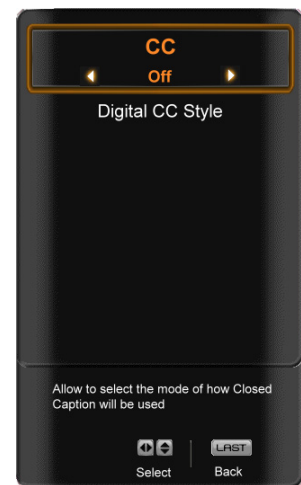 CC
Off
Digital CC Style
Allow to select the mode of how Closed
Caption will be used
LAST
Select
Back